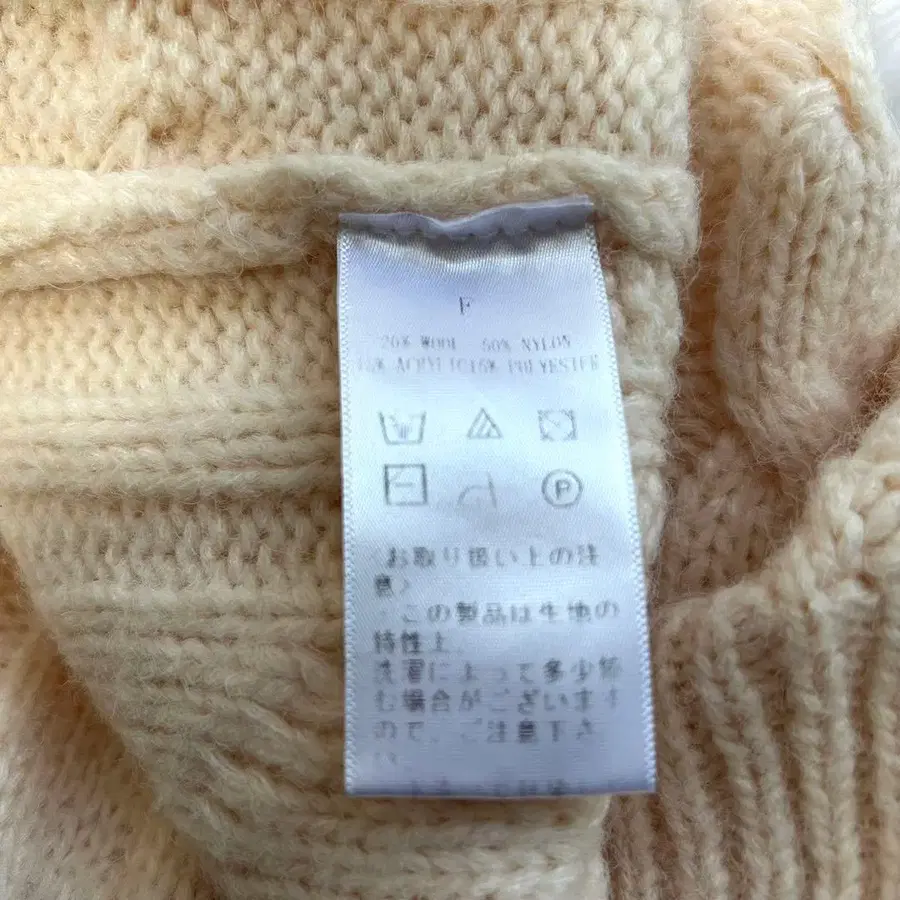 F
WOOL 50% NYLON
ACRYLIC 15% POLYESTER
P
お取り扱い上の注
意〉
・この製品は生地の
特性上、
洗濯によって多少縮
む場合がございます
ので、ご注意下さ
い。